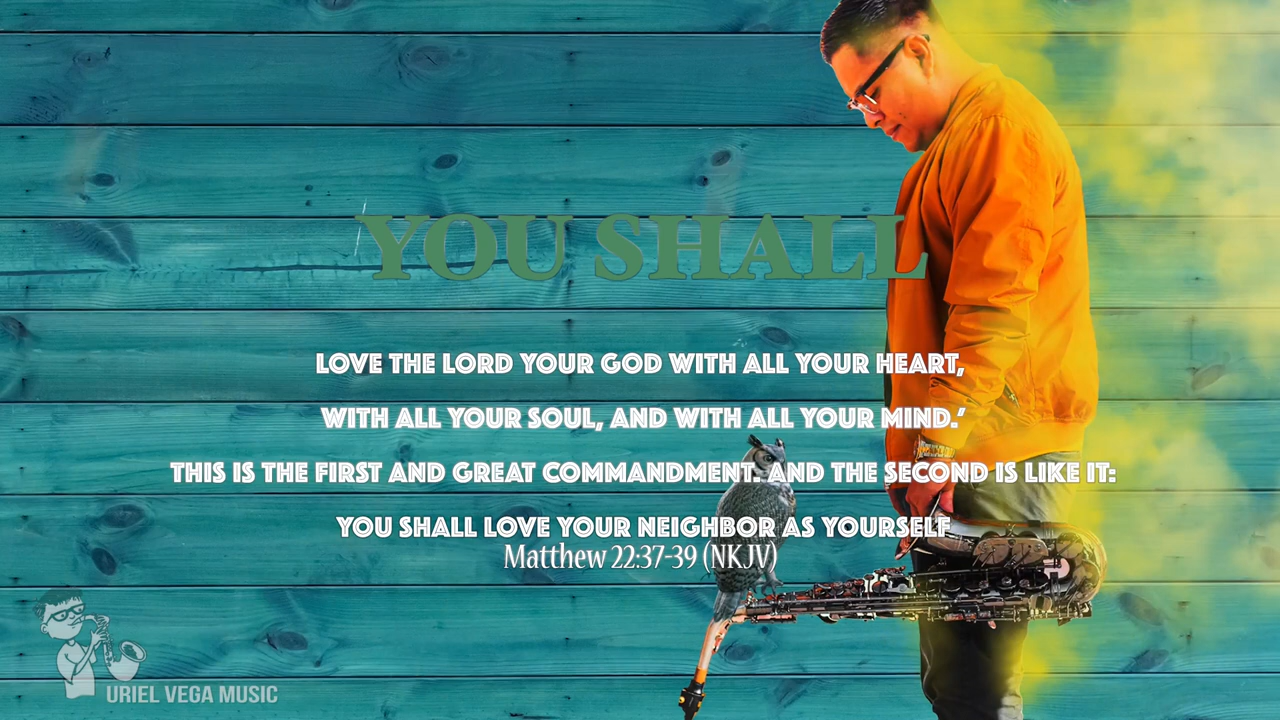 YOU SHALL
LOVE THE LORD YOUR GOD WITH ALL YOUR HEART,
WITH ALL YOUR SOUL, AND WITH ALL YOUR MIND.’
THIS IS THE FIRST AND GREAT COMMANDMENT. AND THE SECOND IS LIKE IT:
YOU SHALL LOVE YOUR NEIGHBOR AS YOURSELF
Matthew 22:37-39 (NKJV)
URIEL VEGA MUSIC